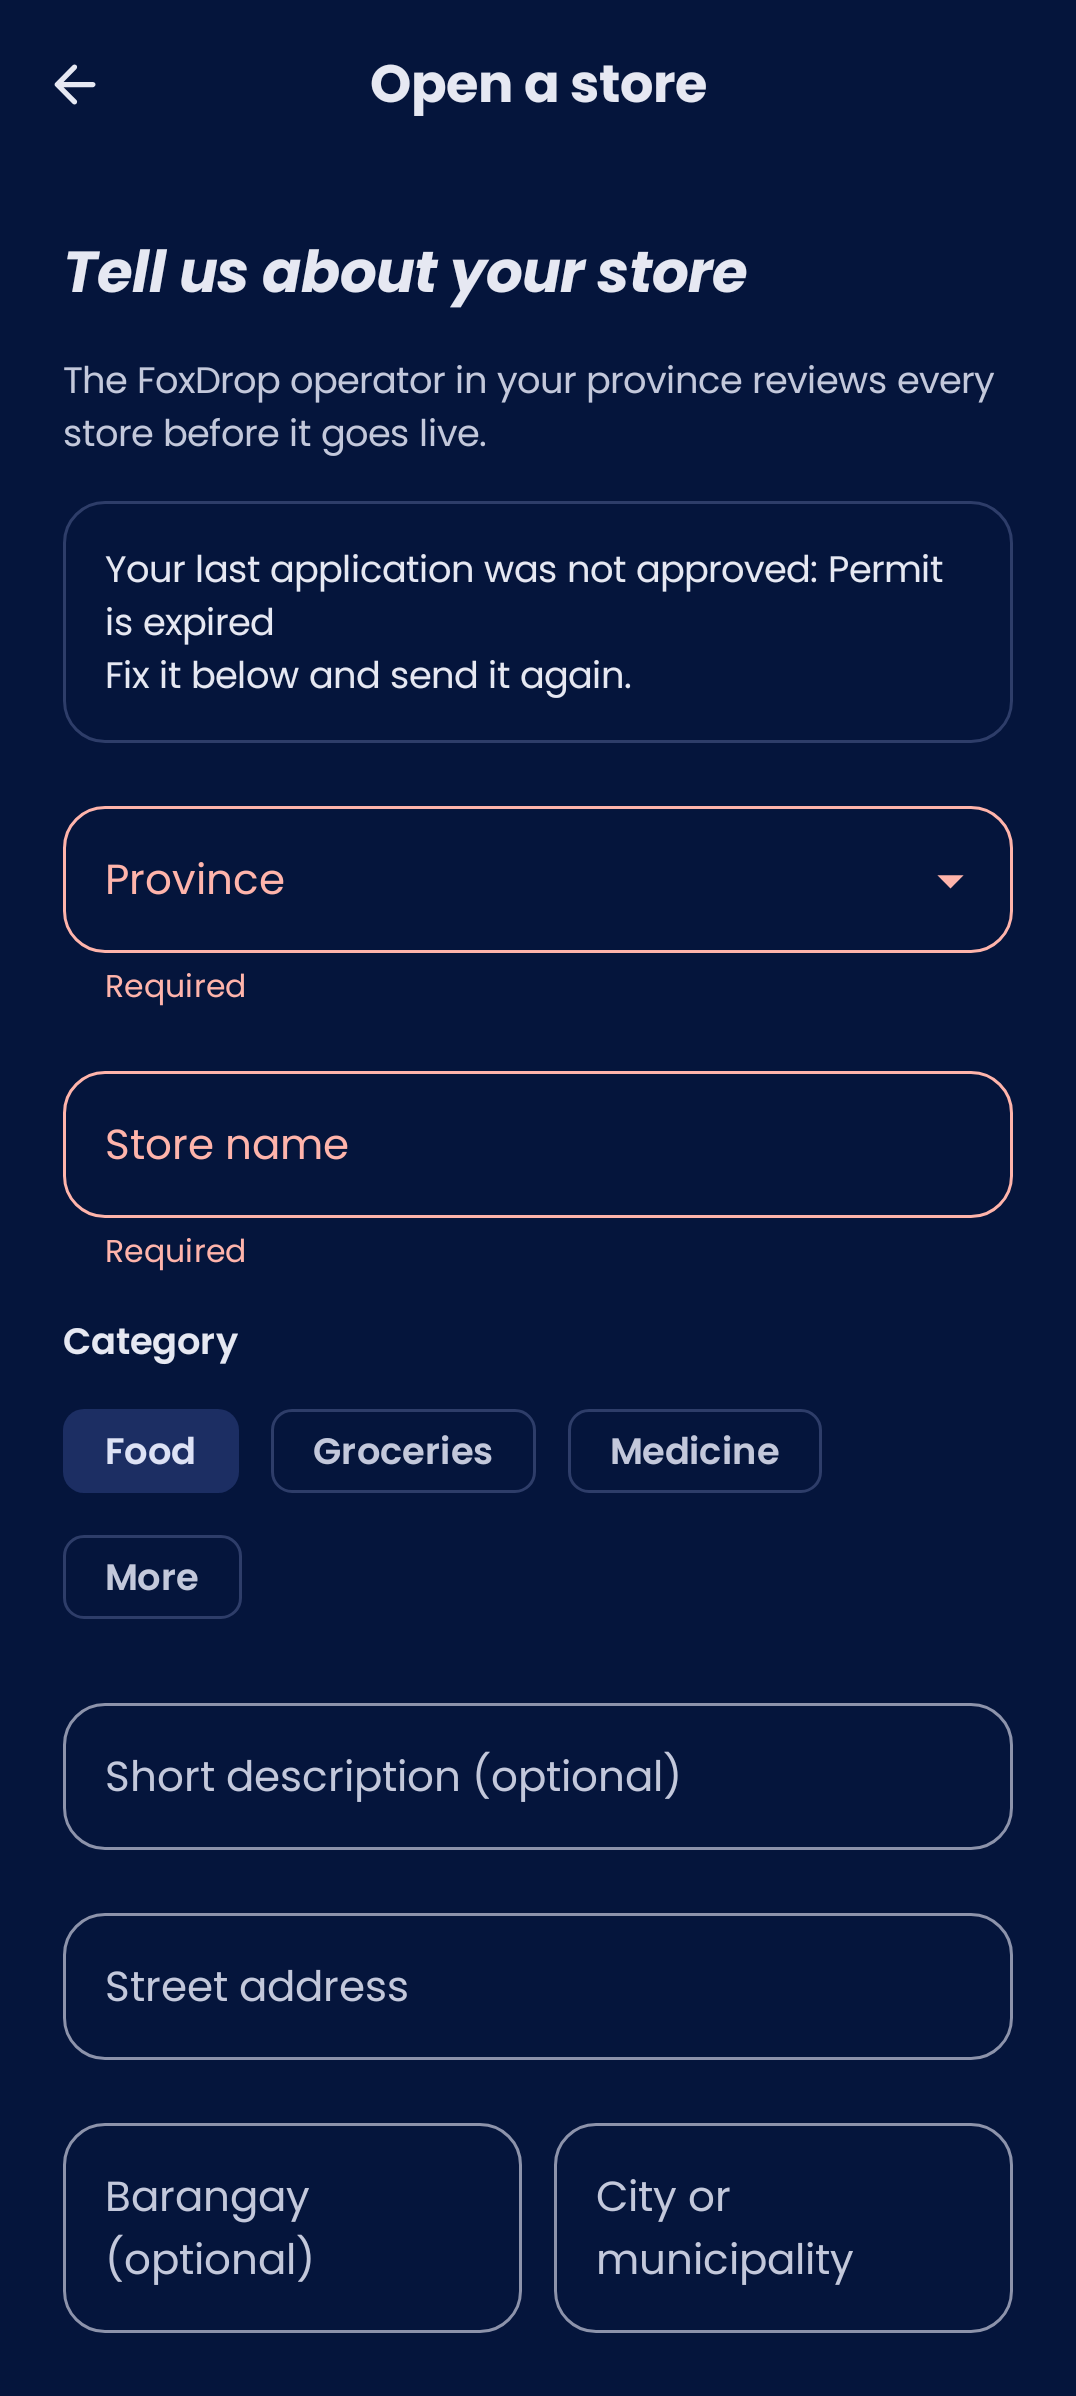 Open a store
Tell us about your store
The FoxDrop operator in your province reviews every
store before it goes live.
Your last application was not approved: Permit
is expired
Fix it below and send it again.
Province
Required
Store name
Required
Category
Food
Groceries
Medicine
More
Short description (optional)
Street address
Barangay
(optional)
City or
municipality